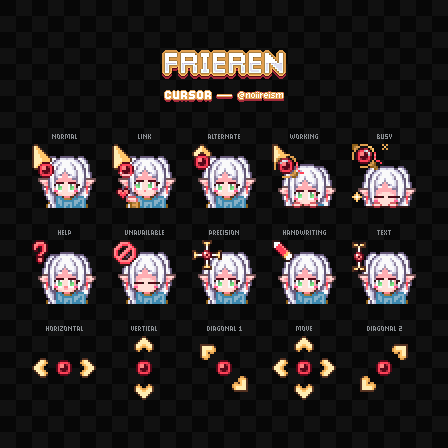 FRIEREN
CURSOR — @noiireism
NORMAL LINK ALTERNATE WORKING BUSY
HELP UNAVAILABLE PRECISION HANDWRITING TEXT
HORIZONTAL VERTICAL DIAGONAL 1 MOVE DIAGONAL 2